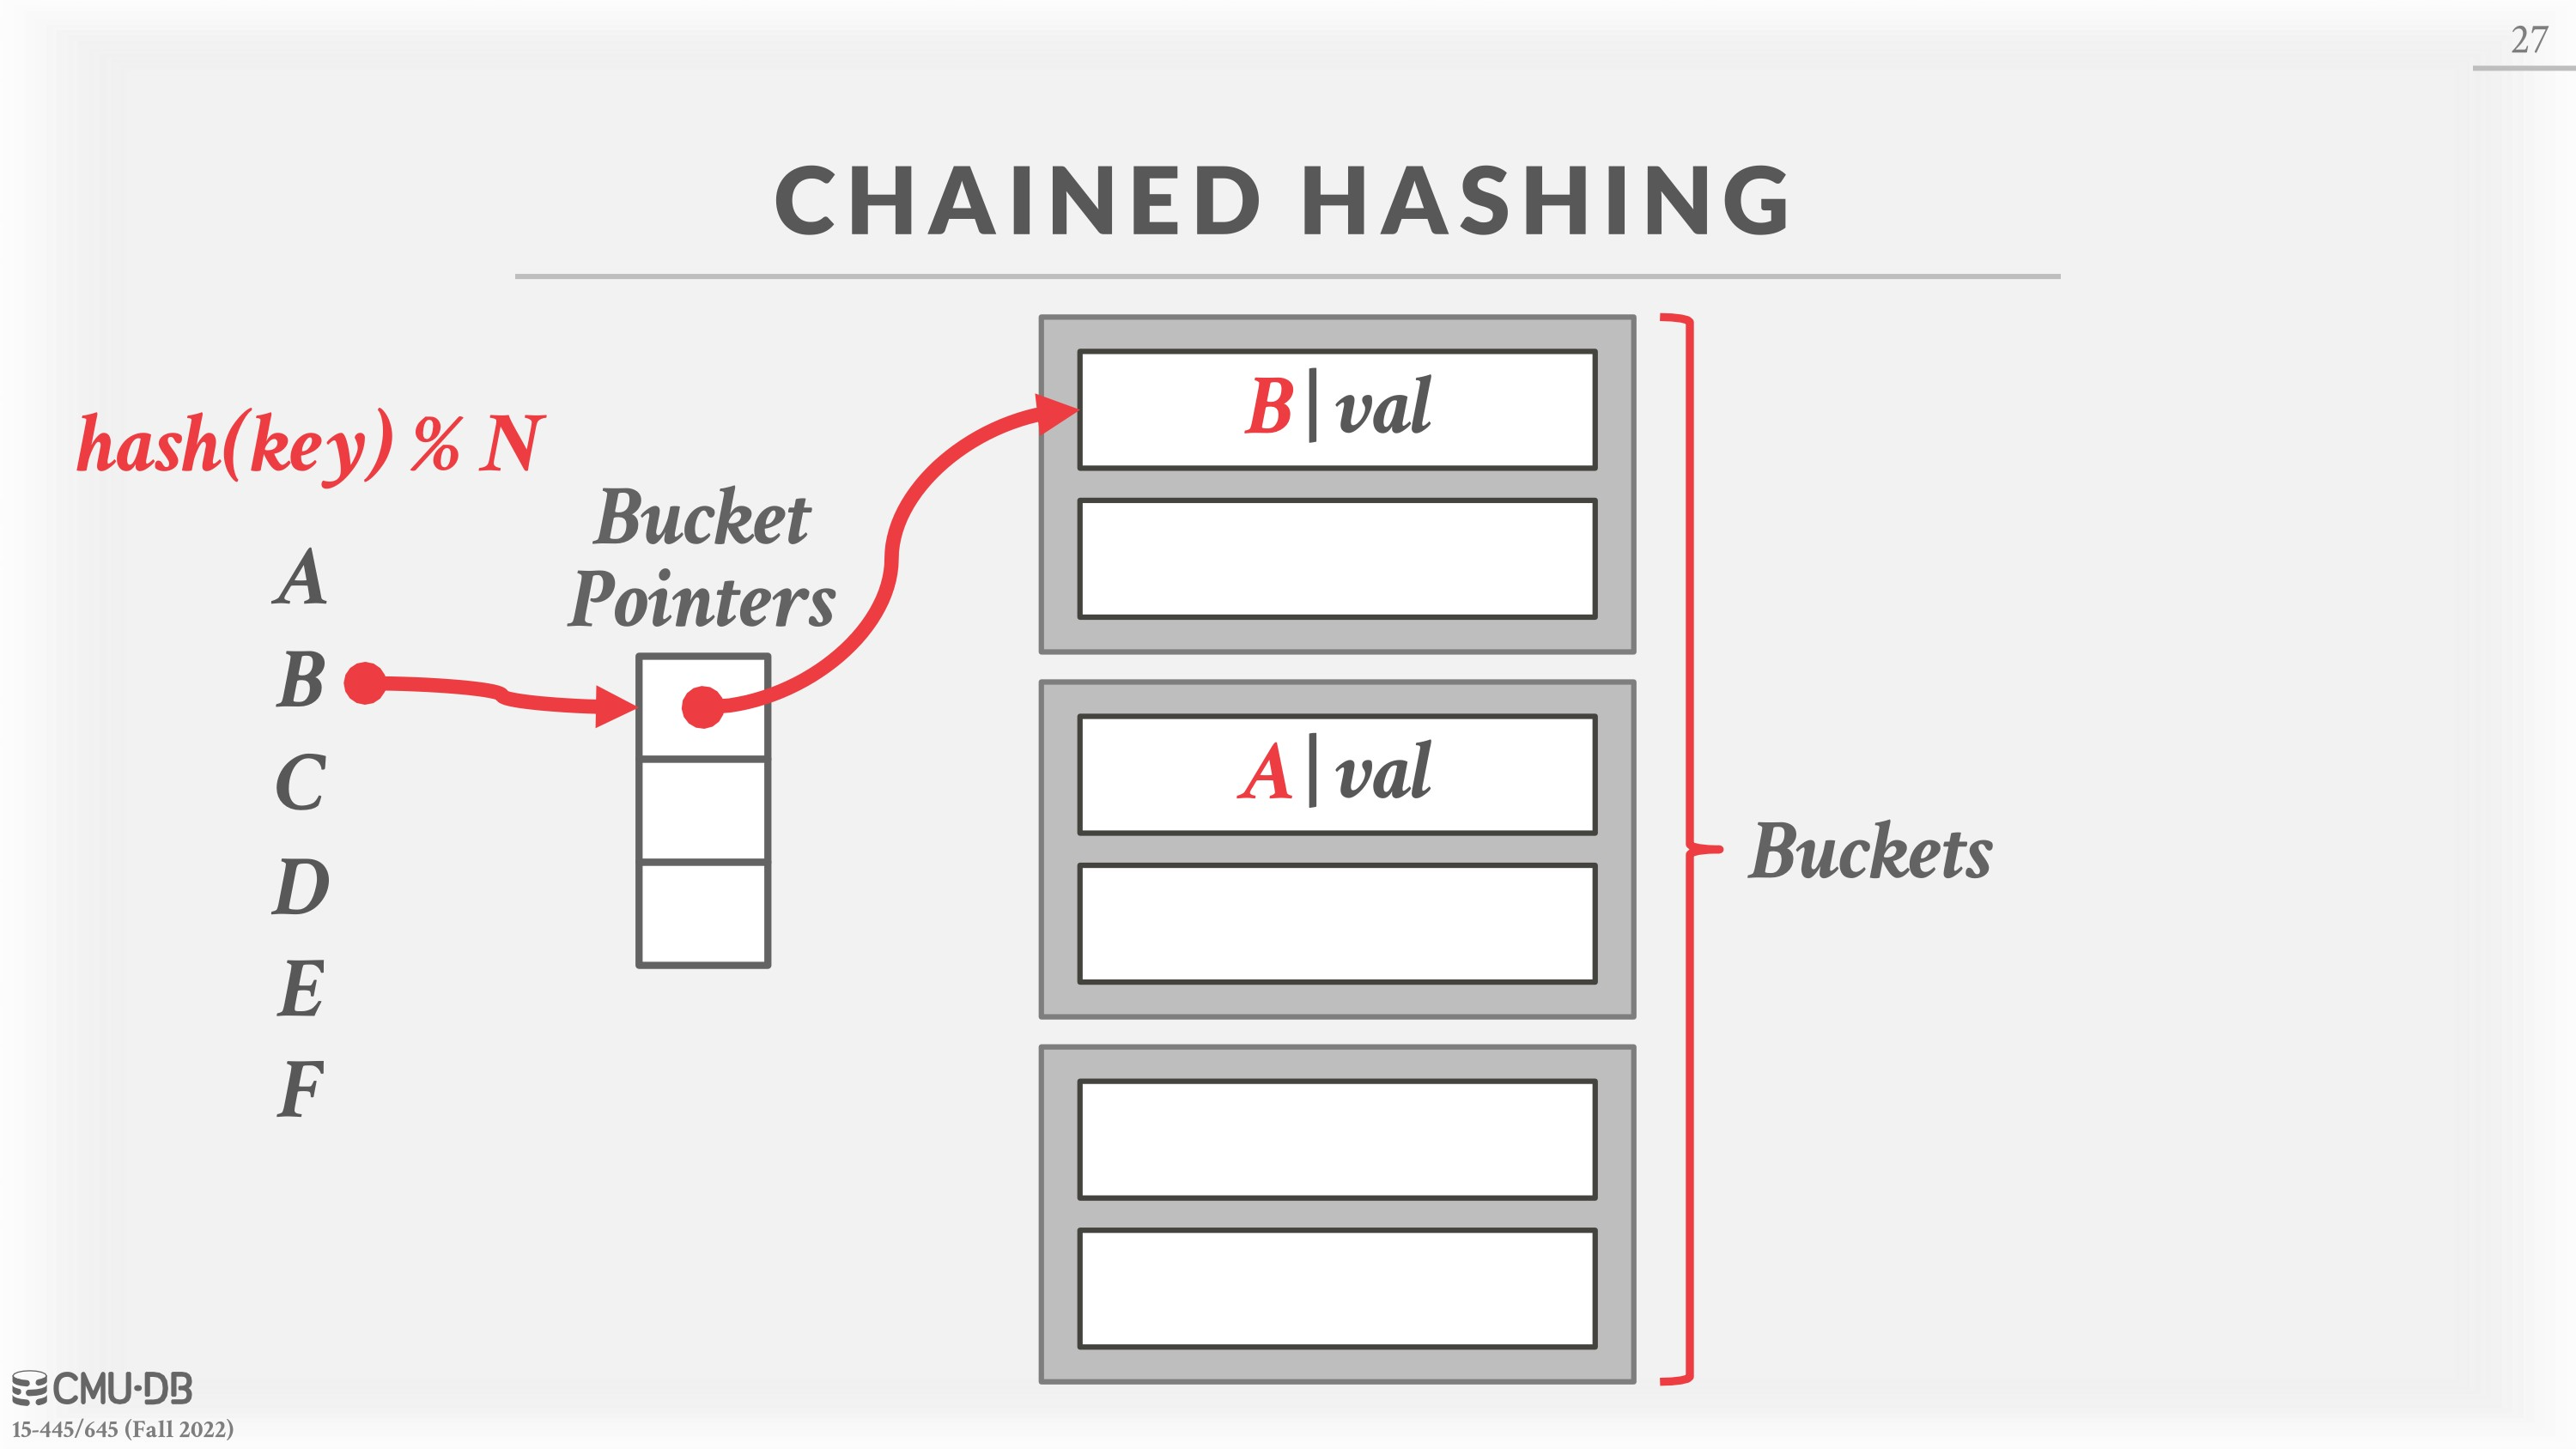 27
CHAINED HASHING
hash(key) % N
Bucket
Pointers
A
B
C
D
E
F
B|val
A|val
Buckets
CMU·DB
15-445/645 (Fall 2022)